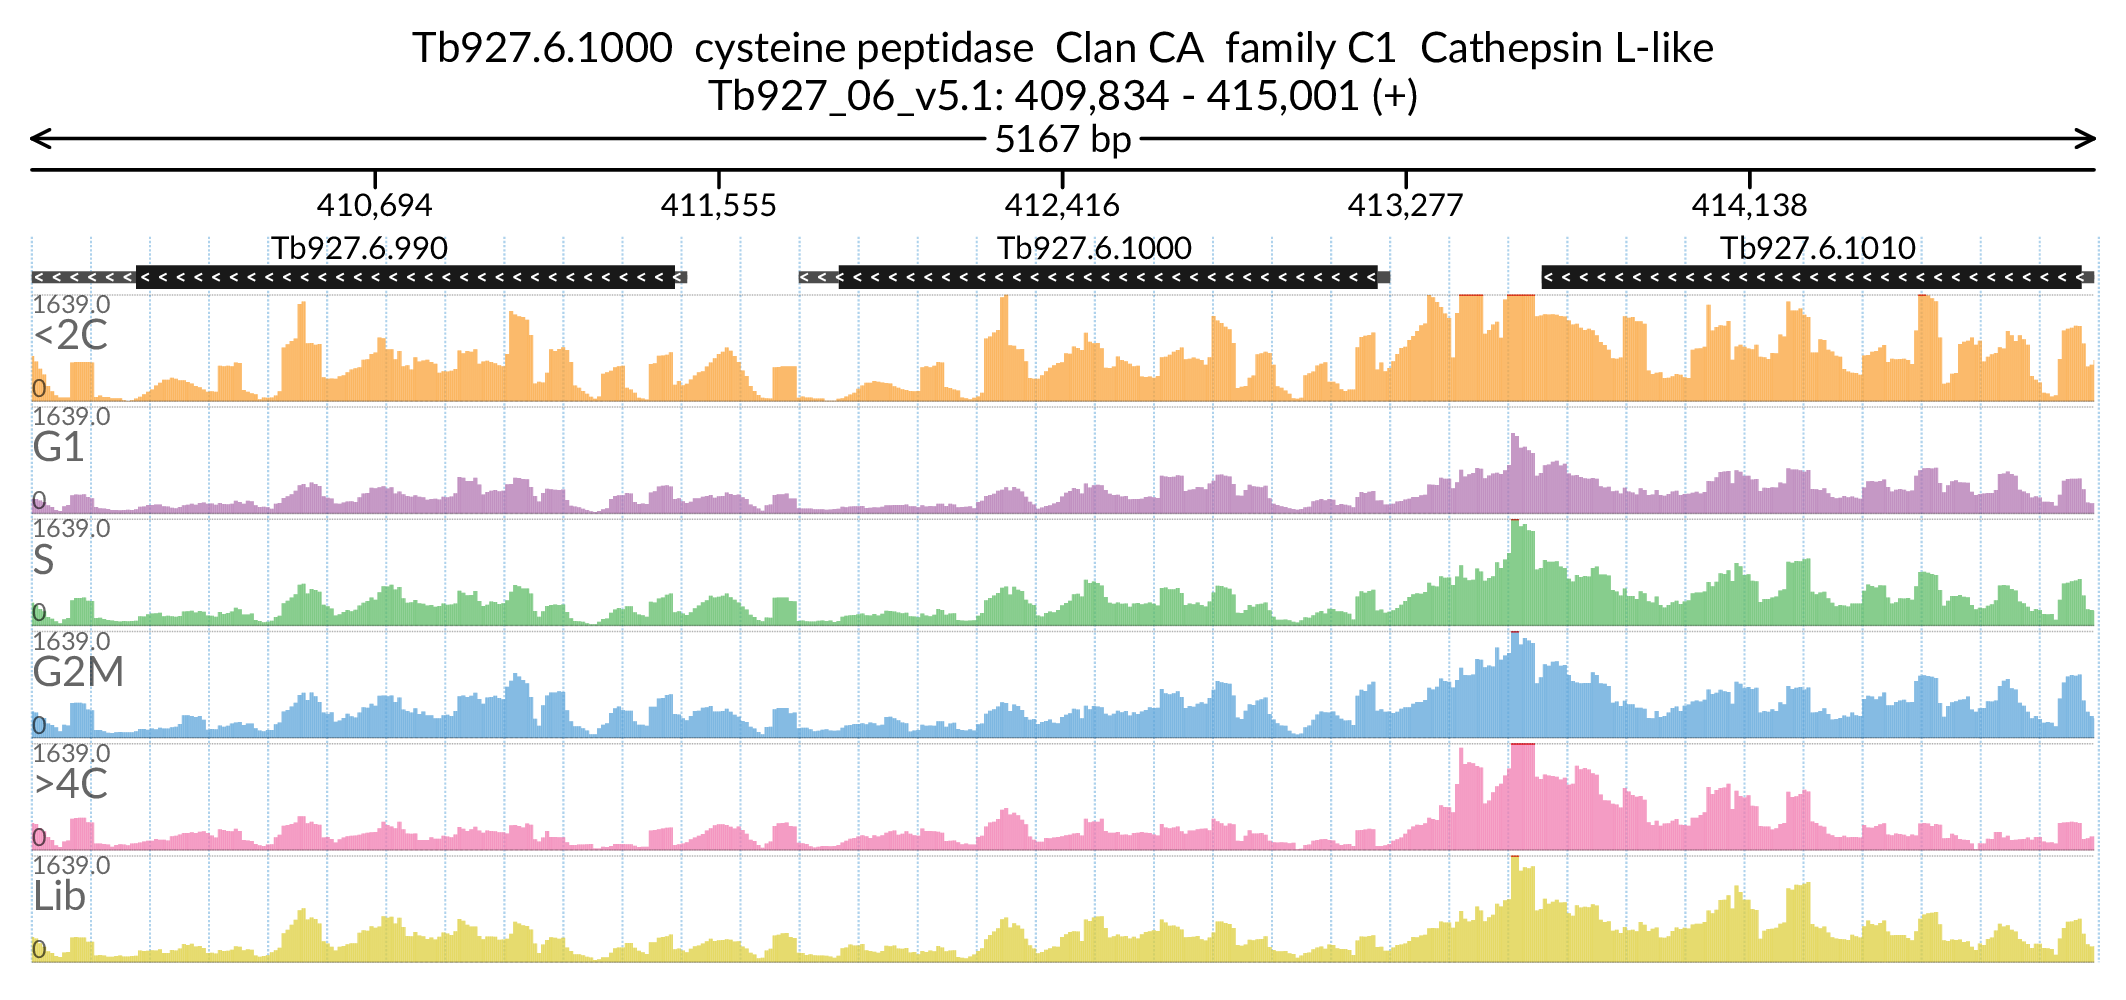 Tb927.6.1000 cysteine peptidase Clan CA family C1 Cathepsin L-like
Tb927_06_v5.1: 409,834 - 415,001 (+)
5167 bp
410,694 411,555 412,416 413,277 414,138
Tb927.6.990 Tb927.6.1000 Tb927.6.1010
1639.0
<2C
0
1639.0
G1
0
1639.0
S
0
1639.0
G2M
0
1639.0
>4C
0
1639.0
Lib
0